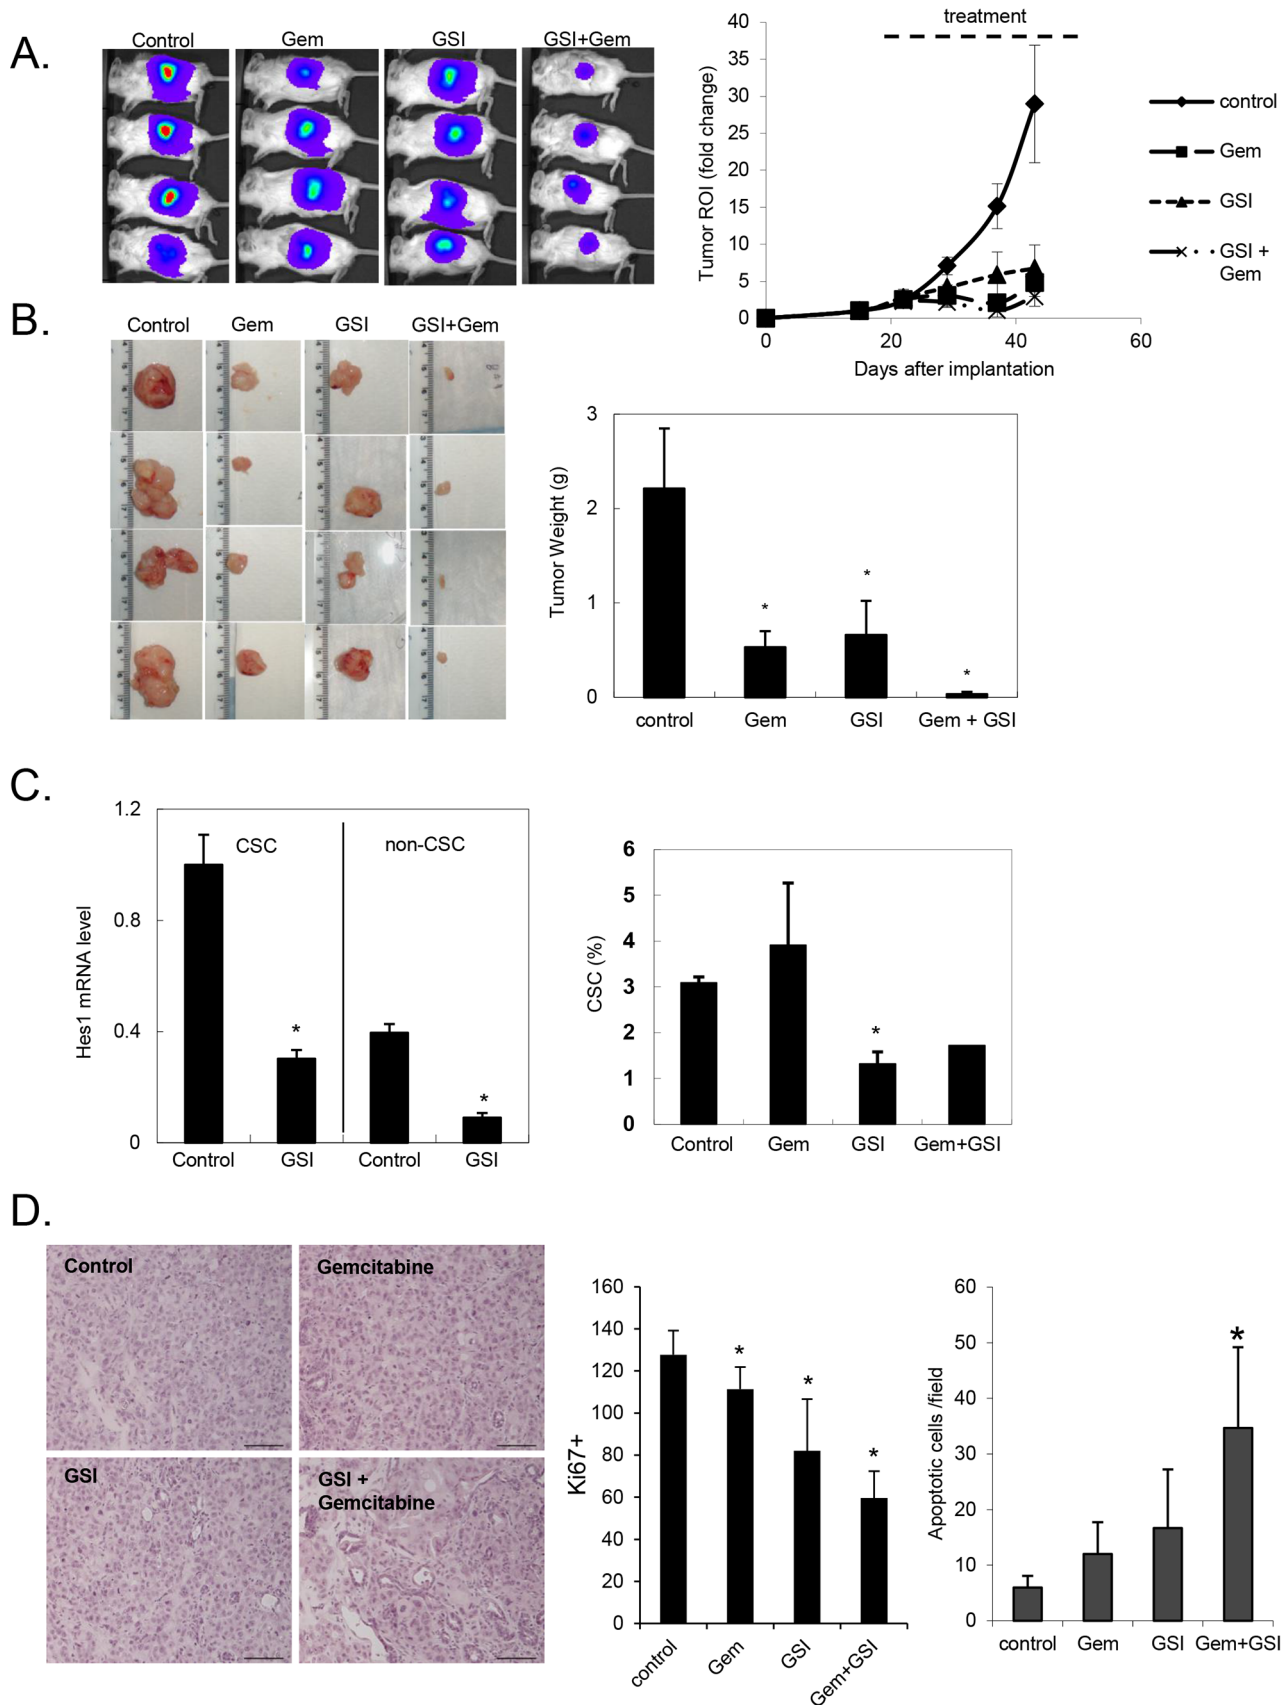 A.
Control Gem GSI GSI+Gem
treatment
Tumor ROI (fold change)
40
35
30
25
20
15
10
5
0
0 20 40 60
Days after implantation
control
Gem
GSI
GSI +
Gem
B.
Control Gem GSI GSI+Gem
Tumor Weight (g)
3
2
1
0
* * *
control Gem GSI Gem + GSI
C.
Hes1 mRNA level
1.2
0.8
0.4
0
CSC non-CSC
* *
Control GSI Control GSI
CSC (%)
6
5
4
3
2
1
0
*
Control Gem GSI Gem+GSI
D.
Control
Gemcitabine
GSI
GSI +
Gemcitabine
Ki67+
160
140
120
100
80
60
40
20
0
* * *
control Gem GSI Gem+GSI
Apoptotic cells /field
60
50
40
30
20
10
0
*
control Gem GSI Gem+GSI